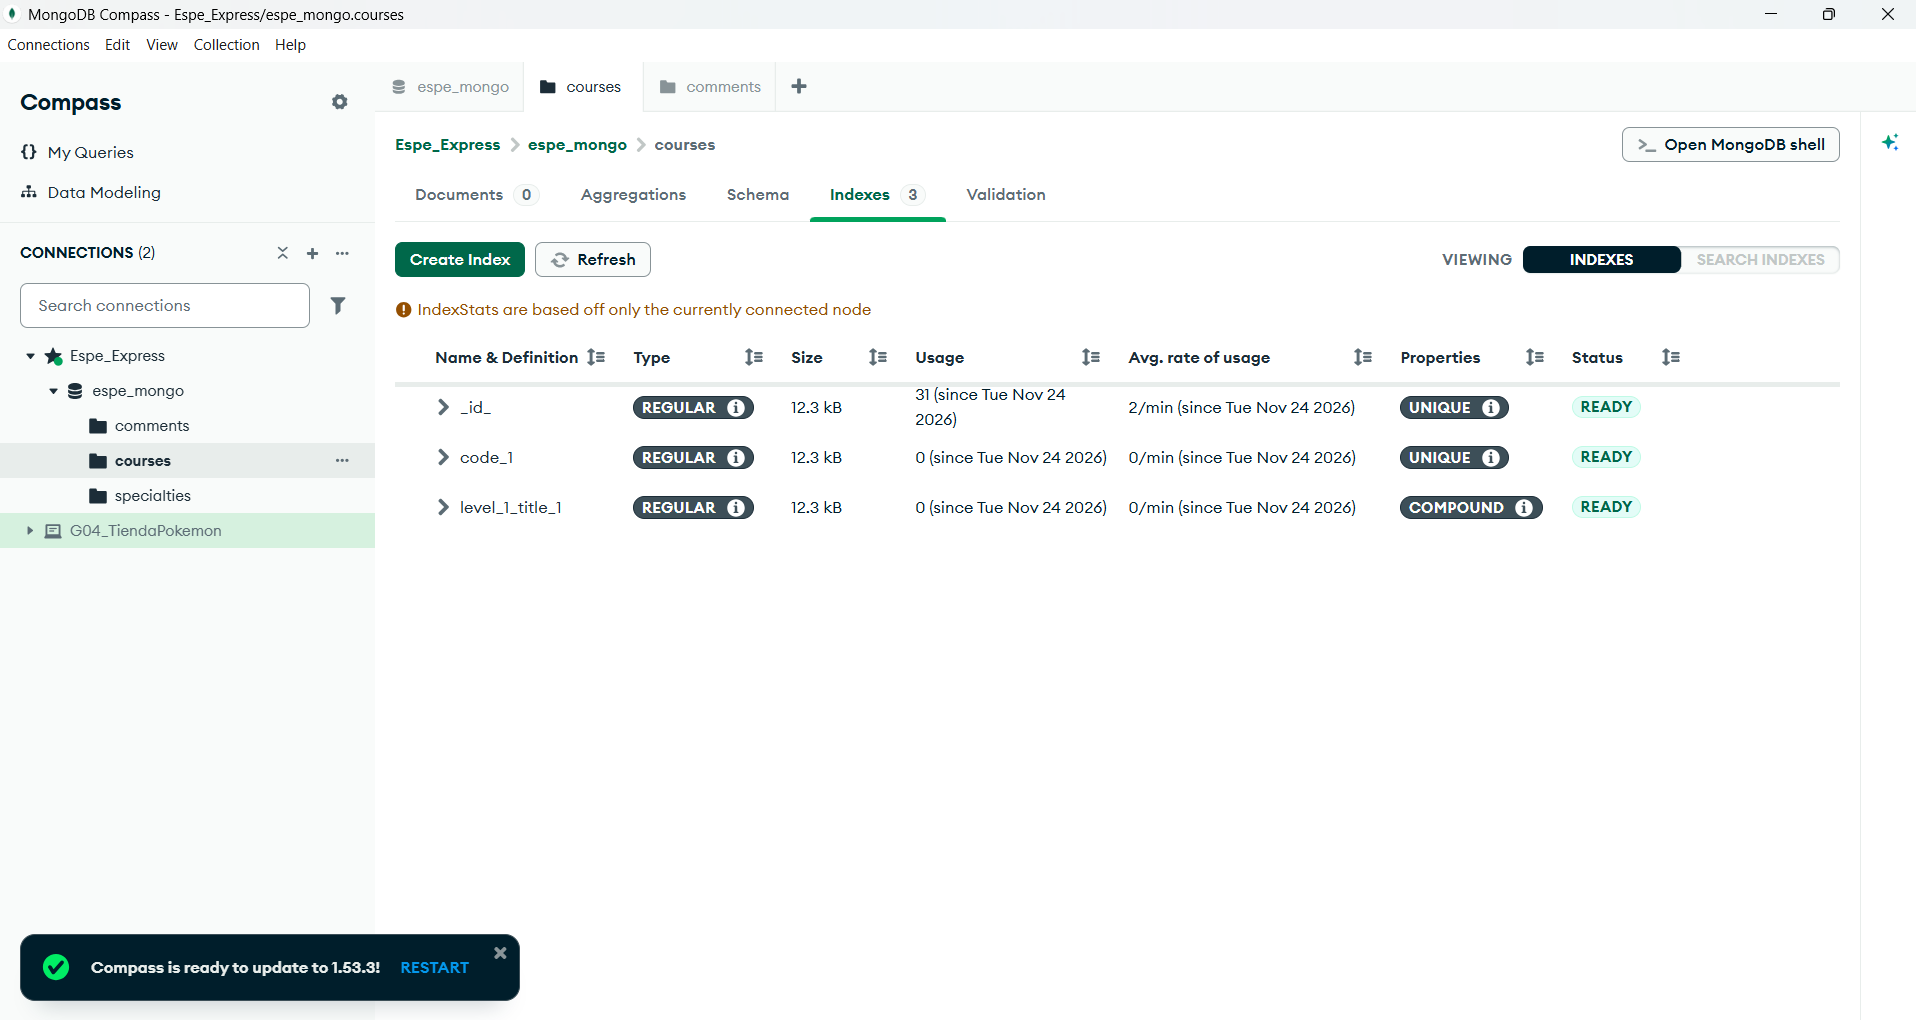 MongoDB Compass - Espe_Express/espe_mongo.courses
Connections Edit View Collection Help
Compass
My Queries
Data Modeling
CONNECTIONS (2)
Search connections
Espe_Express
espe_mongo
comments
courses
specialties
G04_TiendaPokemon
espe_mongo courses comments
Espe_Express espe_mongo courses
Open MongoDB shell
Documents 0 Aggregations Schema Indexes 3 Validation
Create Index Refresh
VIEWING INDEXES SEARCH INDEXES
IndexStats are based off only the currently connected node
Name & Definition Type Size Usage Avg. rate of usage Properties Status
_id_ REGULAR 12.3 kB 31 (since Tue Nov 24 2026) 2/min (since Tue Nov 24 2026) UNIQUE READY
code_1 REGULAR 12.3 kB 0 (since Tue Nov 24 2026) 0/min (since Tue Nov 24 2026) UNIQUE READY
level_1_title_1 REGULAR 12.3 kB 0 (since Tue Nov 24 2026) 0/min (since Tue Nov 24 2026) COMPOUND READY
Compass is ready to update to 1.53.3! RESTART